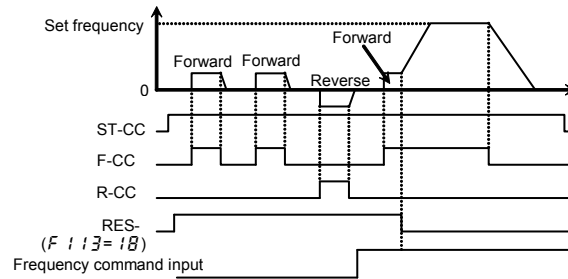 Set frequency
Forward
Forward Forward
Reverse
0
ST-CC
F-CC
R-CC
RES-
(F 113=18)
Frequency command input